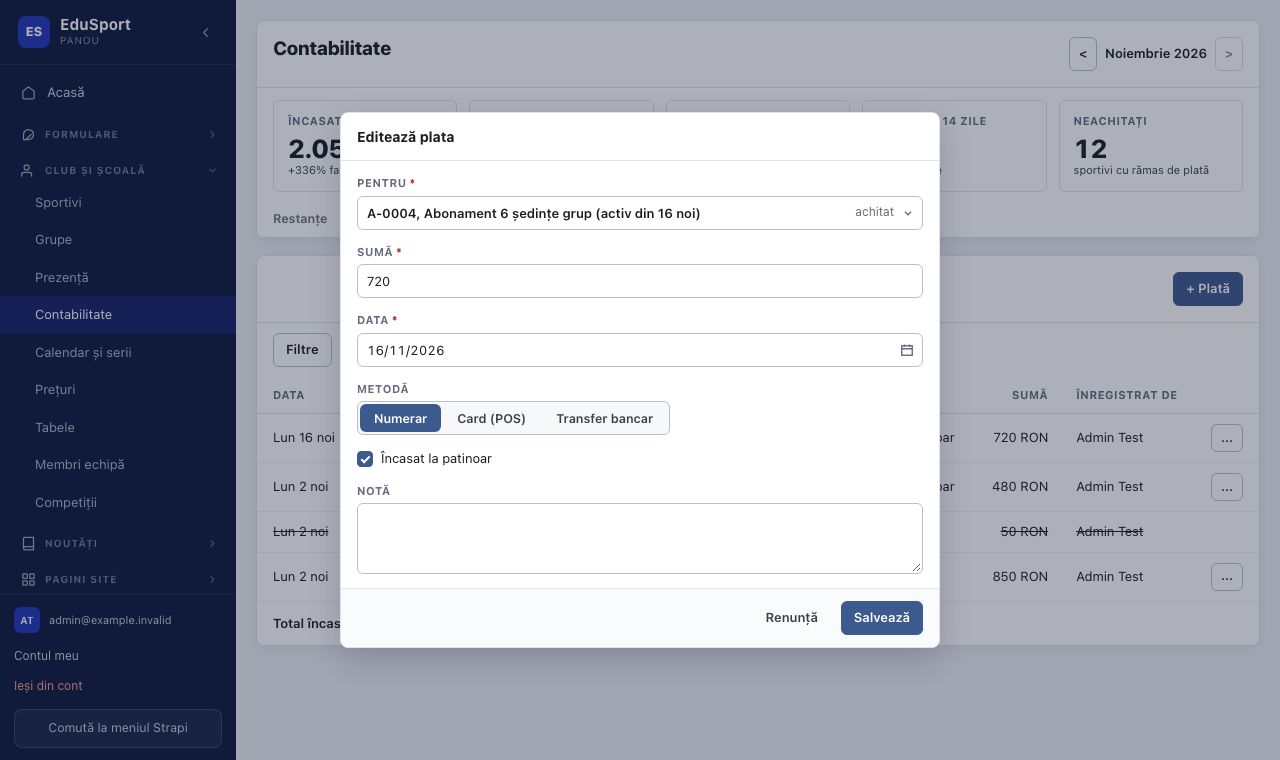 ES EduSport
PANOU
Acasă
FORMULARE
CLUB ȘI ȘCOALĂ
Sportivi
Grupe
Prezență
Contabilitate
Calendar și serii
Prețuri
Tabele
Membri echipă
Competiții
NOUTĂȚI
PAGINI SITE
AT admin@example.invalid
Contul meu
Ieși din cont
Comută la meniul Strapi
Contabilitate
< Noiembrie 2026 >
14 ZILE
NEACHITAȚI
12
+336%
sportivi cu rămas de plată
Restanțe
+ Plată
Filtre
DATA SUMĂ ÎNREGISTRAT DE
Lun 16 noi 720 RON Admin Test ...
Lun 2 noi 480 RON Admin Test ...
Lun 2 noi 50 RON Admin Test
Lun 2 noi 850 RON Admin Test ...
Total
Editează plata
PENTRU *
A-0004, Abonament 6 ședințe grup (activ din 16 noi) achitat
SUMĂ *
720
DATA *
16/11/2026
METODĂ
Numerar Card (POS) Transfer bancar
Încasat la patinoar
NOTĂ
Renunță Salvează